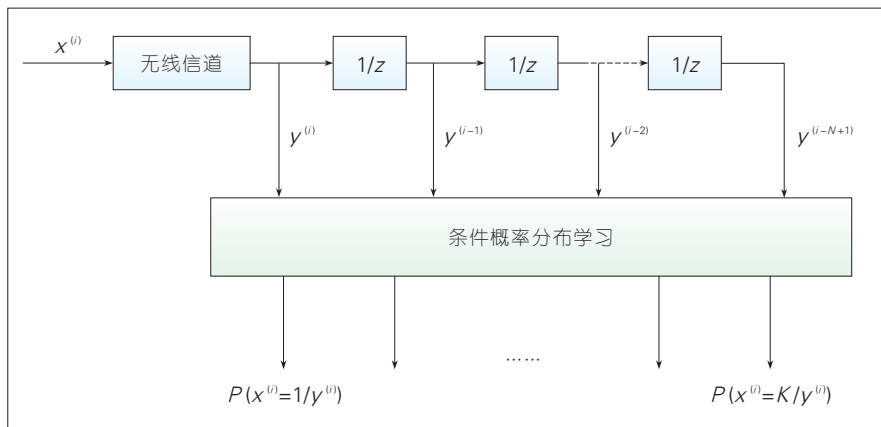 x^(i)
无线信道
1/z
1/z
1/z
y^(i)
y^(i−1)
y^(i−2)
y^(i−N+1)
条件概率分布学习
……
P(x^(i)=1/y^(i))
P(x^(i)=K/y^(i))